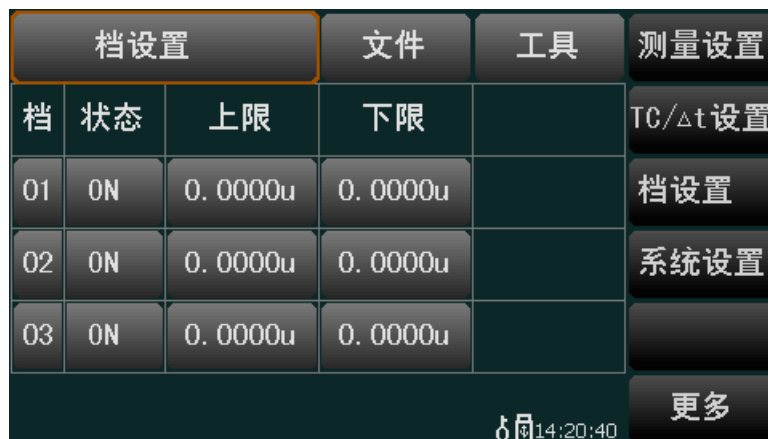 档设置 文件 工具 测量设置
档 状态 上限 下限 TC/△t设置
01 ON 0.0000u 0.0000u 档设置
02 ON 0.0000u 0.0000u 系统设置
03 ON 0.0000u 0.0000u
14:20:40 更多